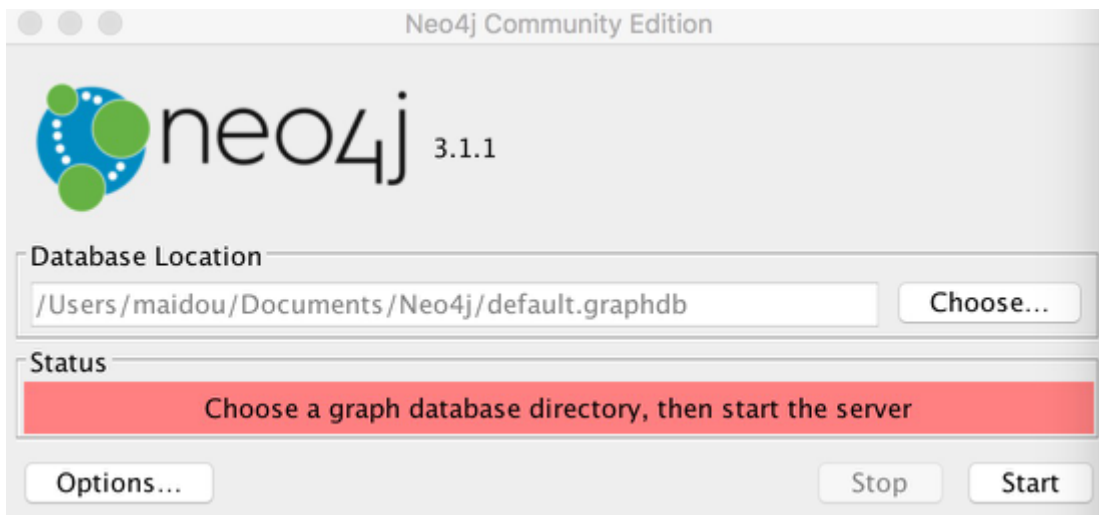 Neo4j Community Edition
neo4j 3.1.1
Database Location
/Users/maidou/Documents/Neo4j/default.graphdb Choose...
Status
Choose a graph database directory, then start the server
Options... Stop Start